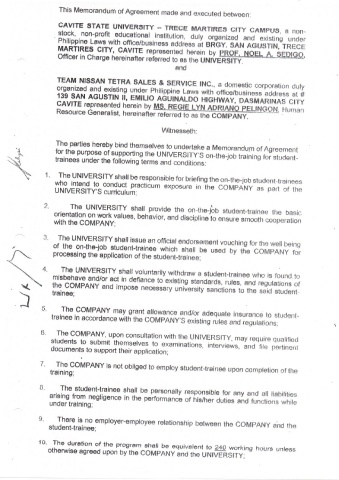 This Memorandum of Agreement made and executed between:
CAVITE STATE UNIVERSITY – TRECE MARTIRES CITY CAMPUS, a non-
stock, non-profit educational institution, duly organized and existing under
Philippine Laws with office/business address at BRGY. SAN AGUSTIN, TRECE
MARTIRES CITY, CAVITE represented herein by PROF. NOEL A. SEDIGO,
Officer in Charge hereinafter referred to as the UNIVERSITY.
and
TEAM NISSAN TETRA SALES & SERVICE INC., a domestic corporation duly
organized and existing under Philippine Laws with office/business address at #
139 SAN AGUSTIN II, EMILIO AGUINALDO HIGHWAY, DASMARINAS CITY
CAVITE represented herein by MS. REGIE LYN ADRIANO PELINGON, Human
Resource Generalist, hereinafter referred to as the COMPANY.
Witnesseth:
The parties hereby bind themselves to undertake a Memorandum of Agreement
for the purpose of supporting the UNIVERSITY'S on-the-job training for student-
trainees under the following terms and conditions:
1. The UNIVERSITY shall be responsible for briefing the on-the-job student-trainees
who intend to conduct practicum exposure in the COMPANY as part of the
UNIVERSITY'S curriculum;
2. The UNIVERSITY shall provide the on-the-job student-trainee the basic
orientation on work values, behavior, and discipline to ensure smooth cooperation
with the COMPANY;
3. The UNIVERSITY shall issue an official endorsement vouching for the well being
of the on-the-job student-trainee which shall be used by the COMPANY for
processing the application of the student-trainee;
4. The UNIVERSITY shall voluntarily withdraw a student-trainee who is found to
misbehave and/or act in defiance to existing standards, rules, and regulations of
the COMPANY and impose necessary university sanctions to the said student-
trainee;
5. The COMPANY may grant allowance and/or adequate insurance to student-
trainee in accordance with the COMPANY'S existing rules and regulations;
6. The COMPANY, upon consultation with the UNIVERSITY, may require qualified
students to submit themselves to examinations, interviews, and file pertinent
documents to support their application;
7. The COMPANY is not obliged to employ student-trainee upon completion of the
training;
8. The student-trainee shall be personally responsible for any and all liabilities
arising from negligence in the performance of his/her duties and functions while
under training;
9. There is no employer-employee relationship between the COMPANY and the
student-trainee;
10. The duration of the program shall be equivalent to 240 working hours unless
otherwise agreed upon by the COMPANY and the UNIVERSITY;